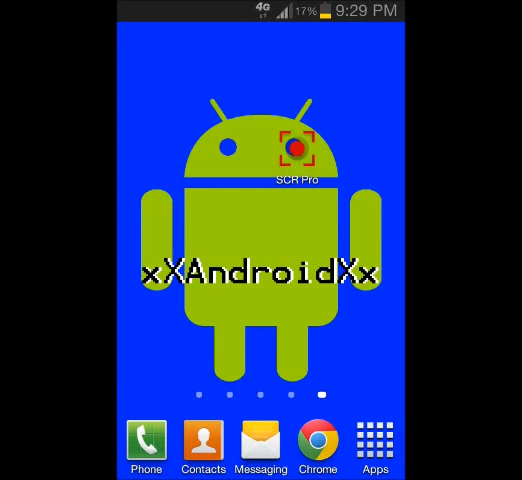 4G 17% 9:29 PM
SCR Pro
xXAndroidXx
Phone Contacts Messaging Chrome Apps